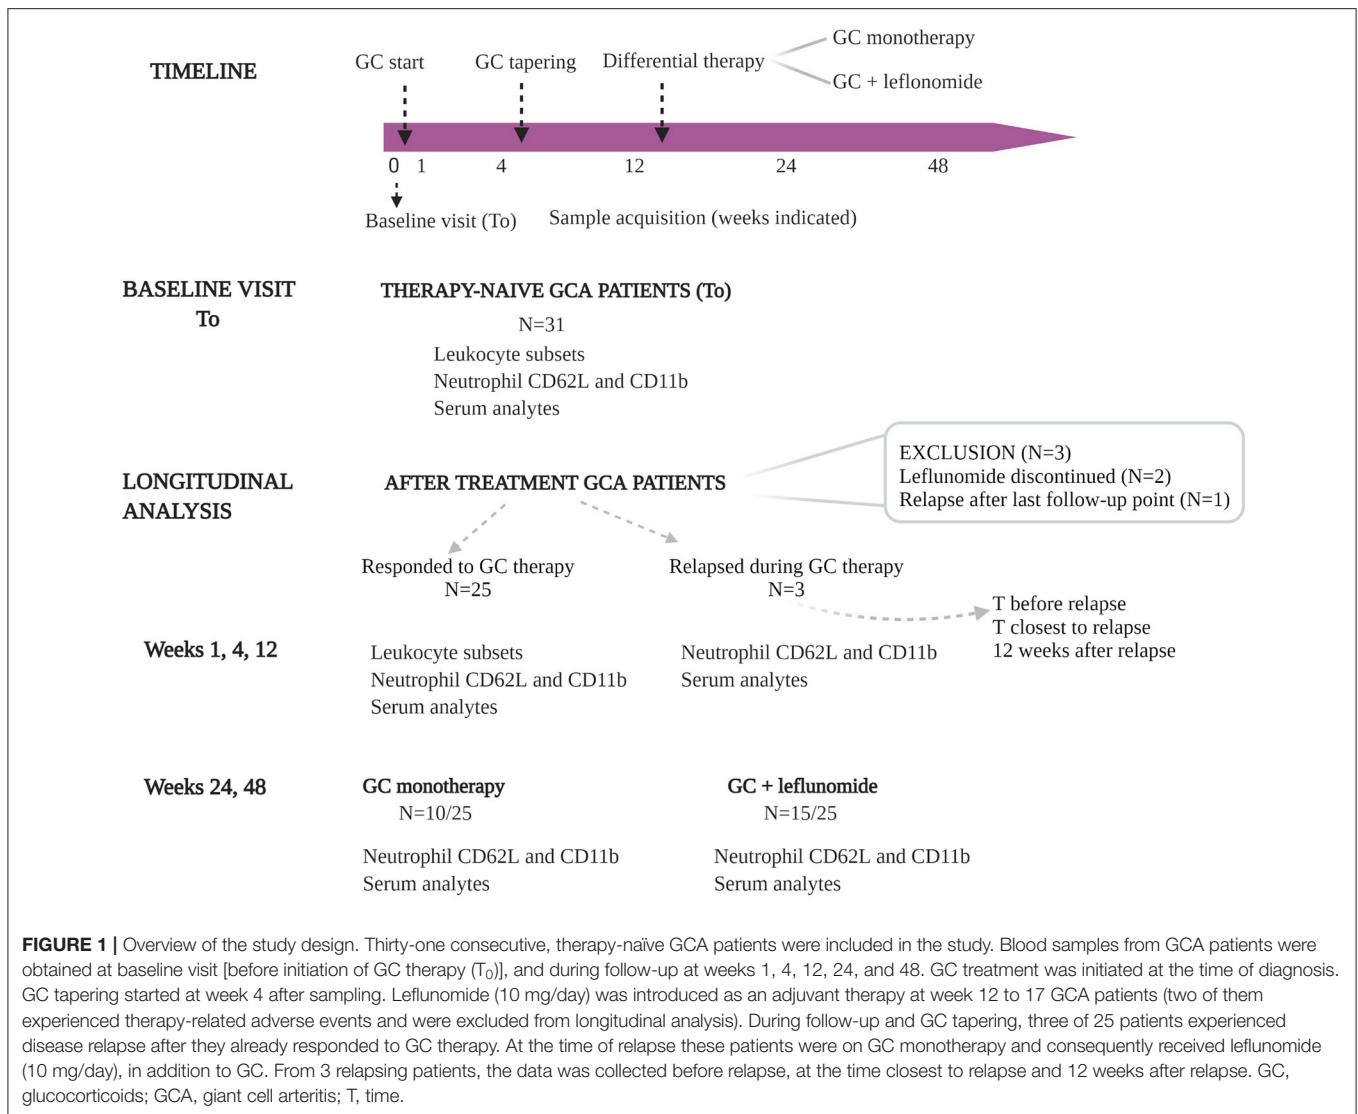 TIMELINE
GC start
GC tapering
Differential therapy
GC monotherapy
GC + leflonomide
0 1 4 12 24 48
Baseline visit (To)
Sample acquisition (weeks indicated)
BASELINE VISIT
To
THERAPY-NAIVE GCA PATIENTS (To)
N=31
Leukocyte subsets
Neutrophil CD62L and CD11b
Serum analytes
LONGITUDINAL
ANALYSIS
AFTER TREATMENT GCA PATIENTS
EXCLUSION (N=3)
Leflunomide discontinued (N=2)
Relapse after last follow-up point (N=1)
Responded to GC therapy
N=25
Relapsed during GC therapy
N=3
T before relapse
T closest to relapse
12 weeks after relapse
Weeks 1, 4, 12
Leukocyte subsets
Neutrophil CD62L and CD11b
Serum analytes
Neutrophil CD62L and CD11b
Serum analytes
Weeks 24, 48
GC monotherapy
N=10/25
Neutrophil CD62L and CD11b
Serum analytes
GC + leflunomide
N=15/25
Neutrophil CD62L and CD11b
Serum analytes
FIGURE 1 | Overview of the study design. Thirty-one consecutive, therapy-naïve GCA patients were included in the study. Blood samples from GCA patients were
obtained at baseline visit [before initiation of GC therapy (T₀)], and during follow-up at weeks 1, 4, 12, 24, and 48. GC treatment was initiated at the time of diagnosis.
GC tapering started at week 4 after sampling. Leflunomide (10 mg/day) was introduced as an adjuvant therapy at week 12 to 17 GCA patients (two of them
experienced therapy-related adverse events and were excluded from longitudinal analysis). During follow-up and GC tapering, three of 25 patients experienced
disease relapse after they already responded to GC therapy. At the time of relapse these patients were on GC monotherapy and consequently received leflunomide
(10 mg/day), in addition to GC. From 3 relapsing patients, the data was collected before relapse, at the time closest to relapse and 12 weeks after relapse. GC,
glucocorticoids; GCA, giant cell arteritis; T, time.